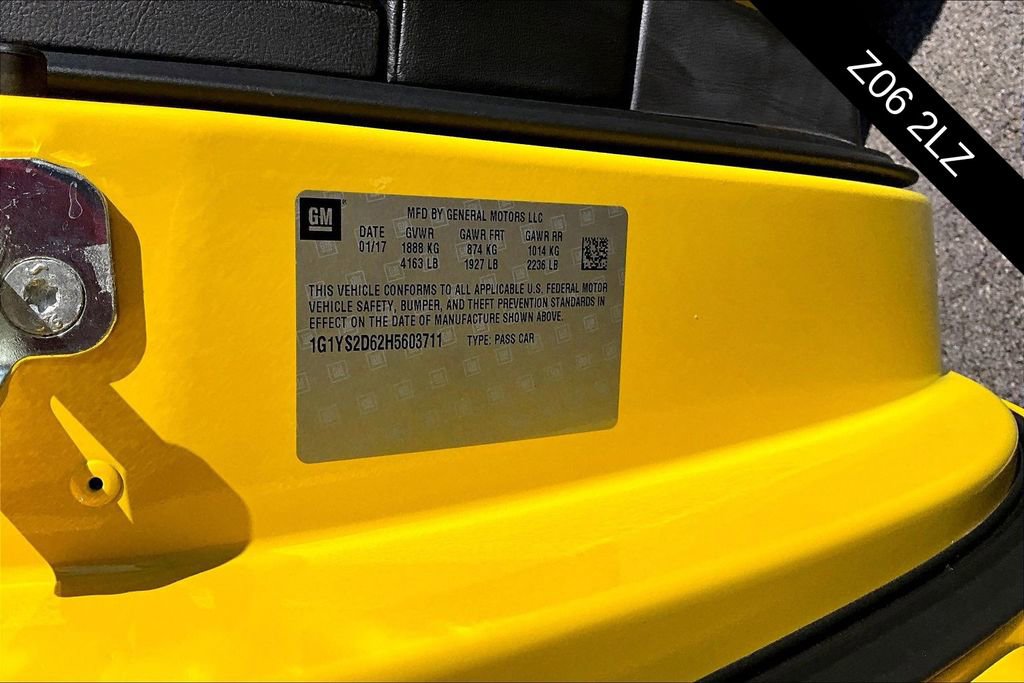 Z06 2LZ
GM
MFD BY GENERAL MOTORS LLC
DATE GVWR GAWR FRT GAWR RR
01/17 1888 KG 874 KG 1014 KG
4163 LB 1927 LB 2236 LB
THIS VEHICLE CONFORMS TO ALL APPLICABLE U.S. FEDERAL MOTOR
VEHICLE SAFETY, BUMPER, AND THEFT PREVENTION STANDARDS IN
EFFECT ON THE DATE OF MANUFACTURE SHOWN ABOVE.
1G1YS2D62H5603711 TYPE: PASS CAR